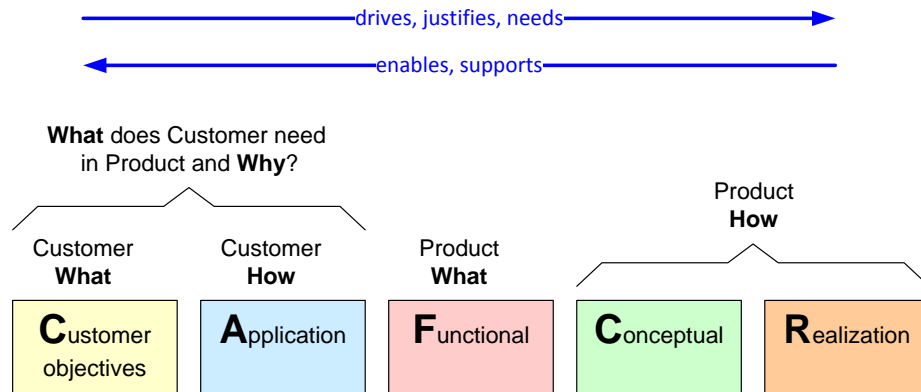 drives, justifies, needs
enables, supports
What does Customer need
in Product and Why?
Product
How
Customer
What
Customer
How
Product
What
Customer
objectives
Application
Functional
Conceptual
Realization